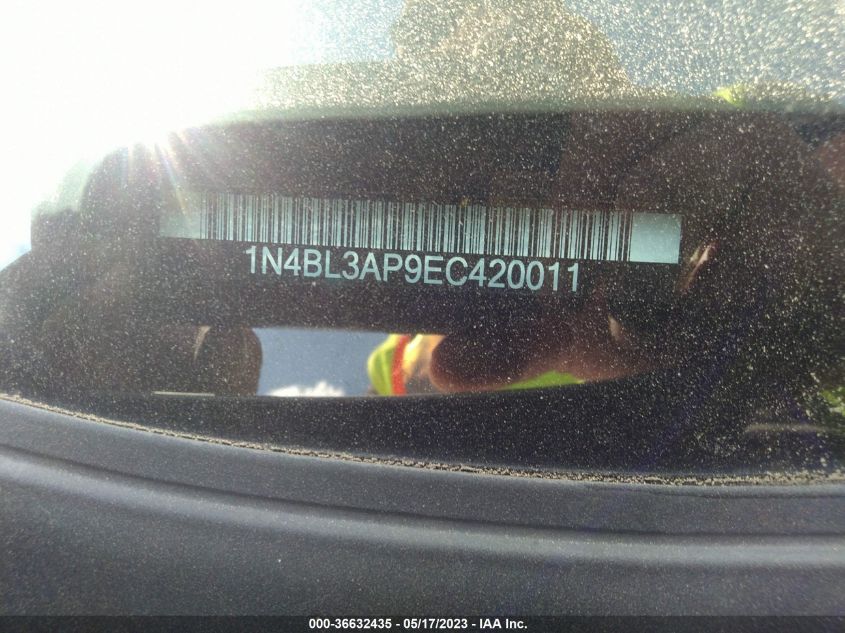 1N4BL3AP9EC420011
000-36632435 - 05/17/2023 - IAA Inc.